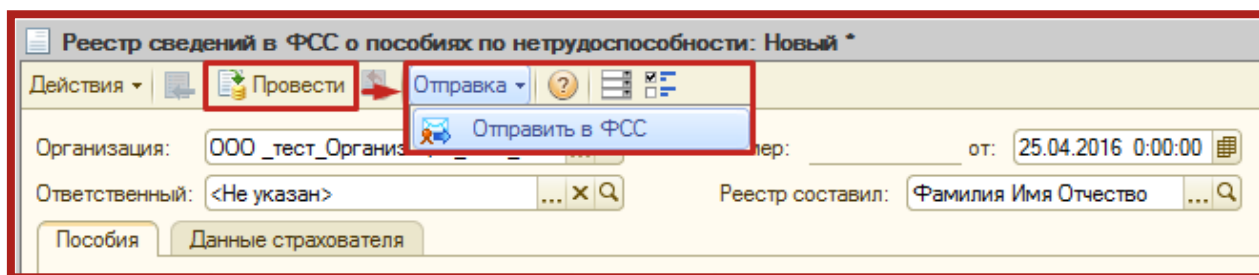 Реестр сведений в ФСС о пособиях по нетрудоспособности: Новый *
Действия Провести Отправка ?
Отправить в ФСС
Организация: ООО _тест_Организ от: 25.04.2016 0:00:00
Ответственный: <Не указан> ... Реестр составил: Фамилия Имя Отчество ...
Пособия Данные страхователя